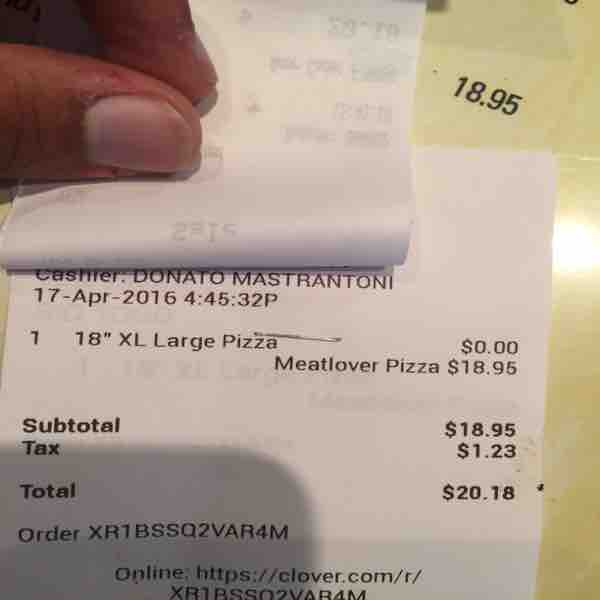 18.95
Cashier: DONATO MASTRANTONI
17-Apr-2016 4:45:32P
1 18" XL Large Pizza $0.00
Meatlover Pizza $18.95
Subtotal $18.95
Tax $1.23
Total $20.18 *
Order XR1BSSQ2VAR4M
Online: https://clover.com/r/
XR1BSSQ2VAR4M